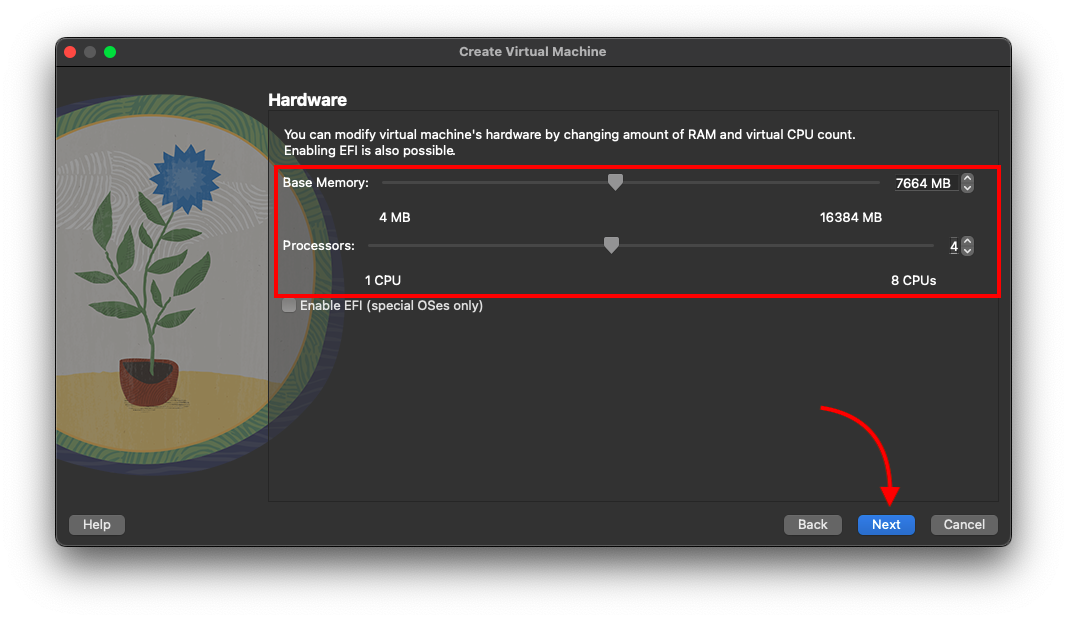 Create Virtual Machine
Hardware
You can modify virtual machine's hardware by changing amount of RAM and virtual CPU count.
Enabling EFI is also possible.
Base Memory:
7664 MB
4 MB
16384 MB
Processors:
4
1 CPU
8 CPUs
Enable EFI (special OSes only)
Help
Back
Next
Cancel